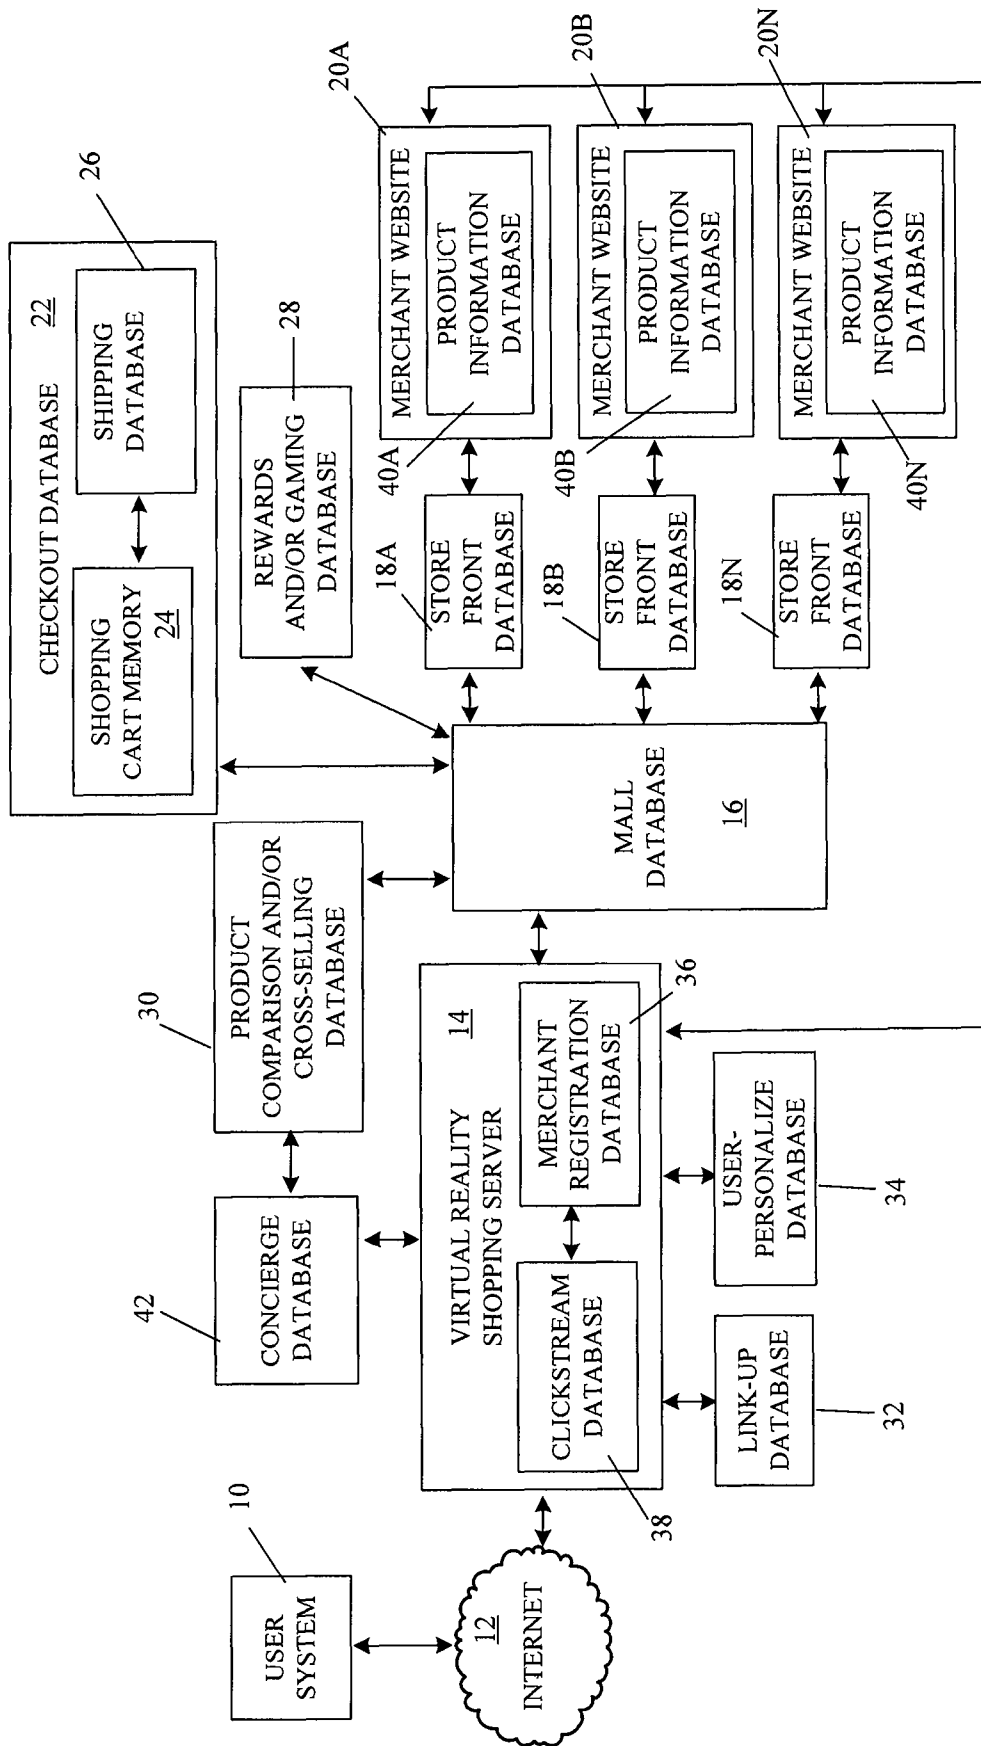 10
USER
SYSTEM
12
INTERNET
42
CONCIERGE
DATABASE
30
PRODUCT
COMPARISON AND/OR
CROSS-SELLING
DATABASE
VIRTUAL REALITY
SHOPPING SERVER
14
CLICKSTREAM
DATABASE
38
MERCHANT
REGISTRATION
DATABASE
36
LINK-UP
DATABASE
32
USER-
PERSONALIZE
DATABASE
34
MALL
DATABASE
16
CHECKOUT DATABASE
22
SHOPPING
CART MEMORY
24
SHIPPING
DATABASE
26
REWARDS
AND/OR GAMING
DATABASE
28
18A
STORE
FRONT
DATABASE
18B
STORE
FRONT
DATABASE
18N
STORE
FRONT
DATABASE
20A
MERCHANT WEBSITE
PRODUCT
INFORMATION
DATABASE
40A
20B
MERCHANT WEBSITE
PRODUCT
INFORMATION
DATABASE
40B
20N
MERCHANT WEBSITE
PRODUCT
INFORMATION
DATABASE
40N